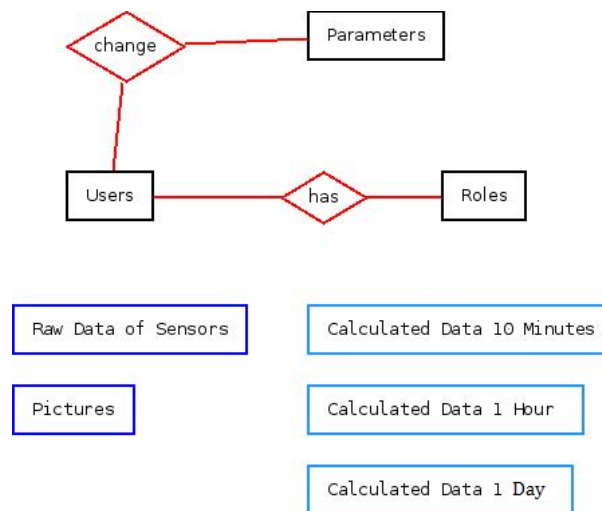 change
Parameters
Users
has
Roles
Raw Data of Sensors
Calculated Data 10 Minutes
Pictures
Calculated Data 1 Hour
Calculated Data 1 Day